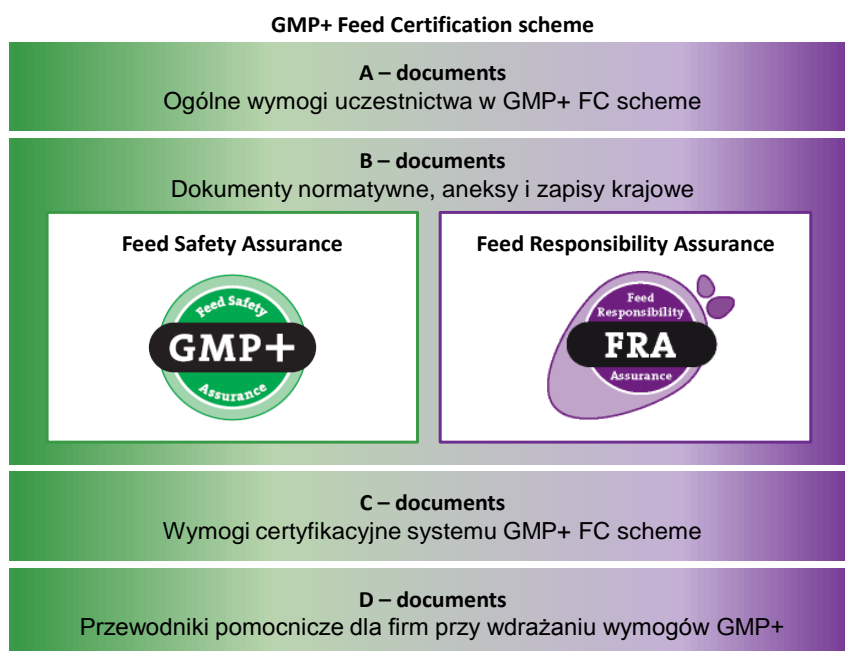 GMP+ Feed Certification scheme
A – documents
Ogólne wymogi uczestnictwa w GMP+ FC scheme
B – documents
Dokumenty normatywne, aneksy i zapisy krajowe
Feed Safety Assurance
Feed Safety
GMP+
Assurance
Feed Responsibility Assurance
Feed
Responsibility
FRA
Assurance
C – documents
Wymogi certyfikacyjne systemu GMP+ FC scheme
D – documents
Przewodniki pomocnicze dla firm przy wdrażaniu wymogów GMP+